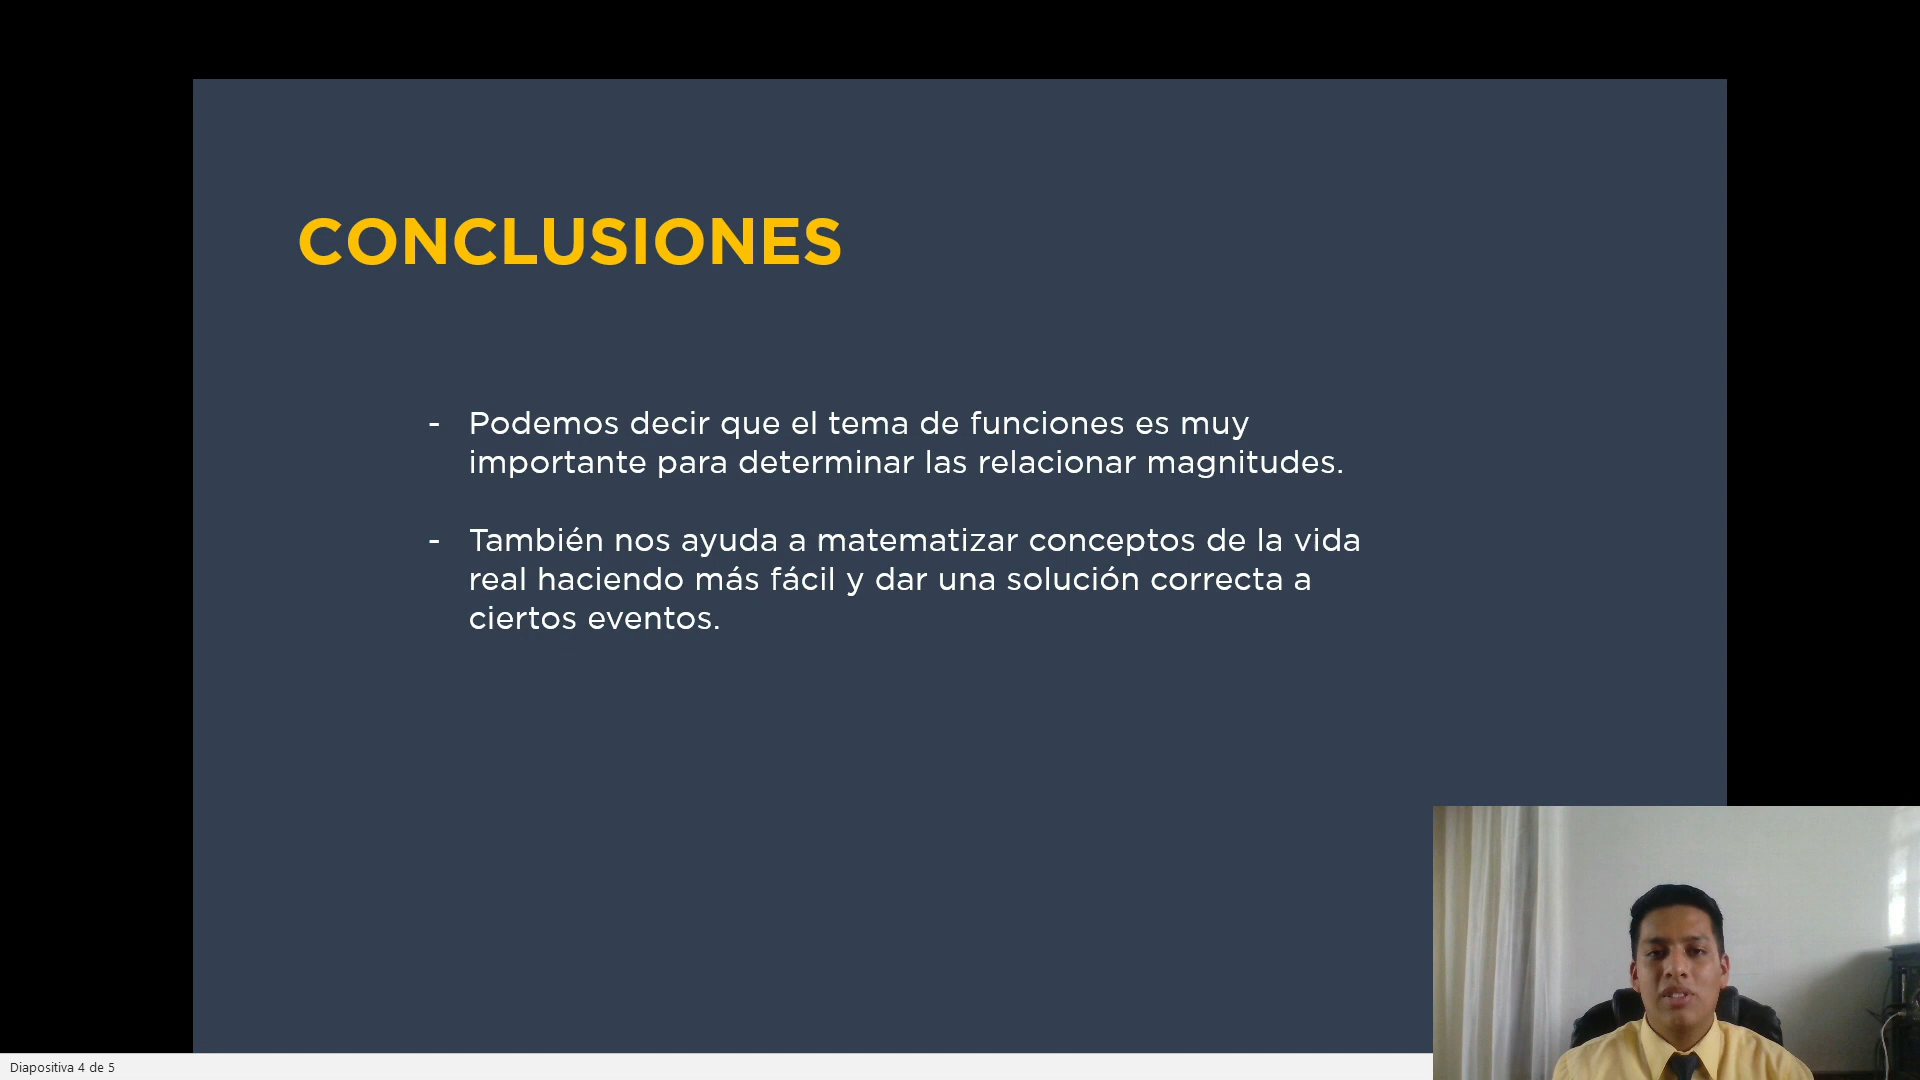 CONCLUSIONES
- Podemos decir que el tema de funciones es muy
importante para determinar las relacionar magnitudes.
- También nos ayuda a matematizar conceptos de la vida
real haciendo más fácil y dar una solución correcta a
ciertos eventos.
Diapositiva 4 de 5